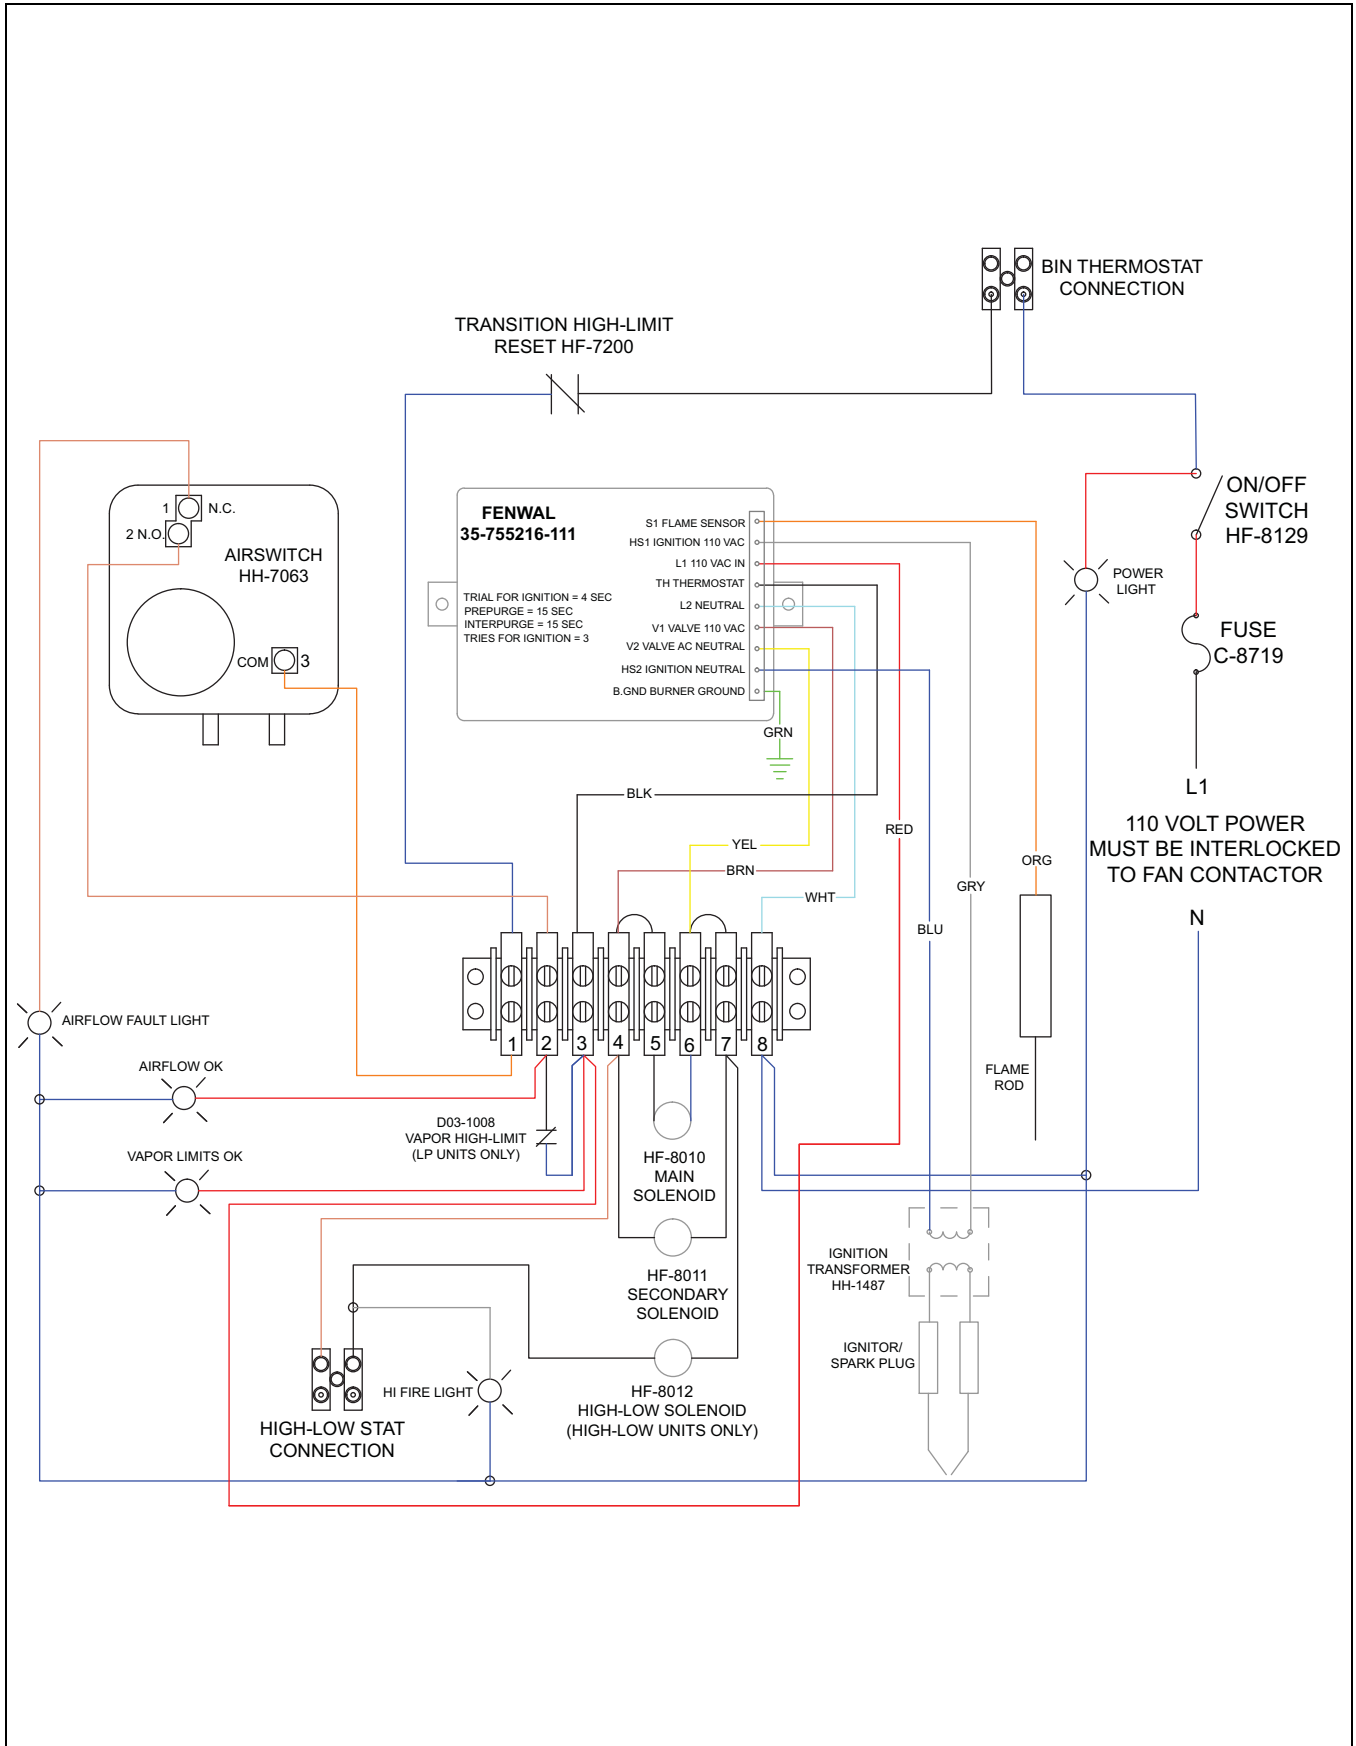 BIN THERMOSTAT
CONNECTION
TRANSITION HIGH-LIMIT
RESET HF-7200
ON/OFF
SWITCH
HF-8129
POWER
LIGHT
FUSE
C-8719
L1
110 VOLT POWER
MUST BE INTERLOCKED
TO FAN CONTACTOR
N
1
N.C.
2 N.O.
AIRSWITCH
HH-7063
COM
3
FENWAL
35-755216-111
TRIAL FOR IGNITION = 4 SEC
PREPURGE = 15 SEC
INTERPURGE = 15 SEC
TRIES FOR IGNITION = 3
S1 FLAME SENSOR
HS1 IGNITION 110 VAC
L1 110 VAC IN
TH THERMOSTAT
L2 NEUTRAL
V1 VALVE 110 VAC
V2 VALVE AC NEUTRAL
HS2 IGNITION NEUTRAL
B.GND BURNER GROUND
GRN
BLK
YEL
BRN
WHT
RED
BLU
GRY
ORG
FLAME
ROD
1 2 3 4 5 6 7 8
AIRFLOW FAULT LIGHT
AIRFLOW OK
VAPOR LIMITS OK
D03-1008
VAPOR HIGH-LIMIT
(LP UNITS ONLY)
HF-8010
MAIN
SOLENOID
HF-8011
SECONDARY
SOLENOID
HF-8012
HIGH-LOW SOLENOID
(HIGH-LOW UNITS ONLY)
HI FIRE LIGHT
HIGH-LOW STAT
CONNECTION
IGNITION
TRANSFORMER
HH-1487
IGNITOR/
SPARK PLUG